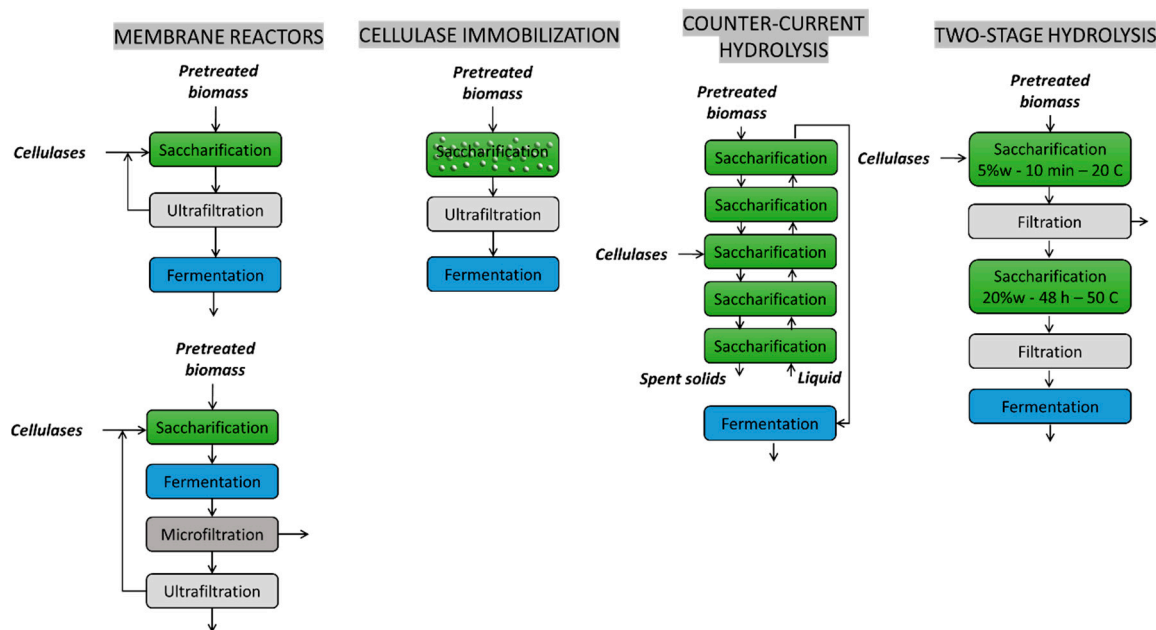 MEMBRANE REACTORS
Pretreated
biomass
Cellulases
Saccharification
Ultrafiltration
Fermentation
Pretreated
biomass
Cellulases
Saccharification
Fermentation
Microfiltration
Ultrafiltration
CELLULASE IMMOBILIZATION
Pretreated
biomass
Saccharification
Ultrafiltration
Fermentation
COUNTER-CURRENT
HYDROLYSIS
Pretreated
biomass
Saccharification
Saccharification
Cellulases
Saccharification
Saccharification
Saccharification
Spent solids
Liquid
Fermentation
TWO-STAGE HYDROLYSIS
Pretreated
biomass
Cellulases
Saccharification
5%w - 10 min – 20 C
Filtration
Saccharification
20%w - 48 h – 50 C
Filtration
Fermentation